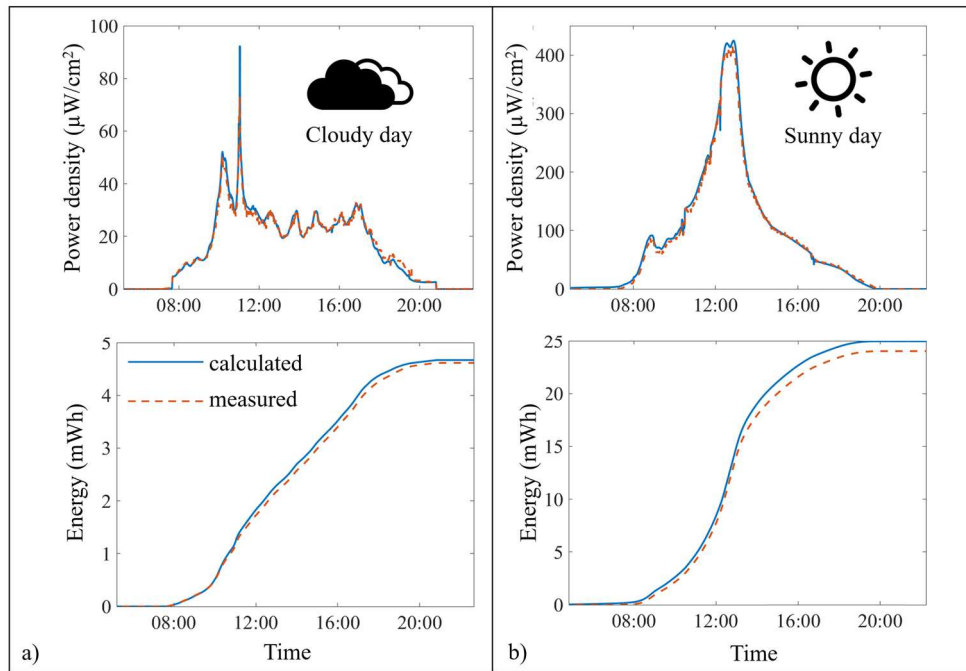 Power density (µW/cm²)
100
80
60
40
20
0
Cloudy day
08:00 12:00 16:00 20:00
Energy (mWh)
5
4
3
2
1
0
calculated
measured
08:00 12:00 16:00 20:00
Time
a)
Power density (µW/cm²)
400
300
200
100
0
Sunny day
08:00 12:00 16:00 20:00
Energy (mWh)
25
20
15
10
5
0
08:00 12:00 16:00 20:00
Time
b)